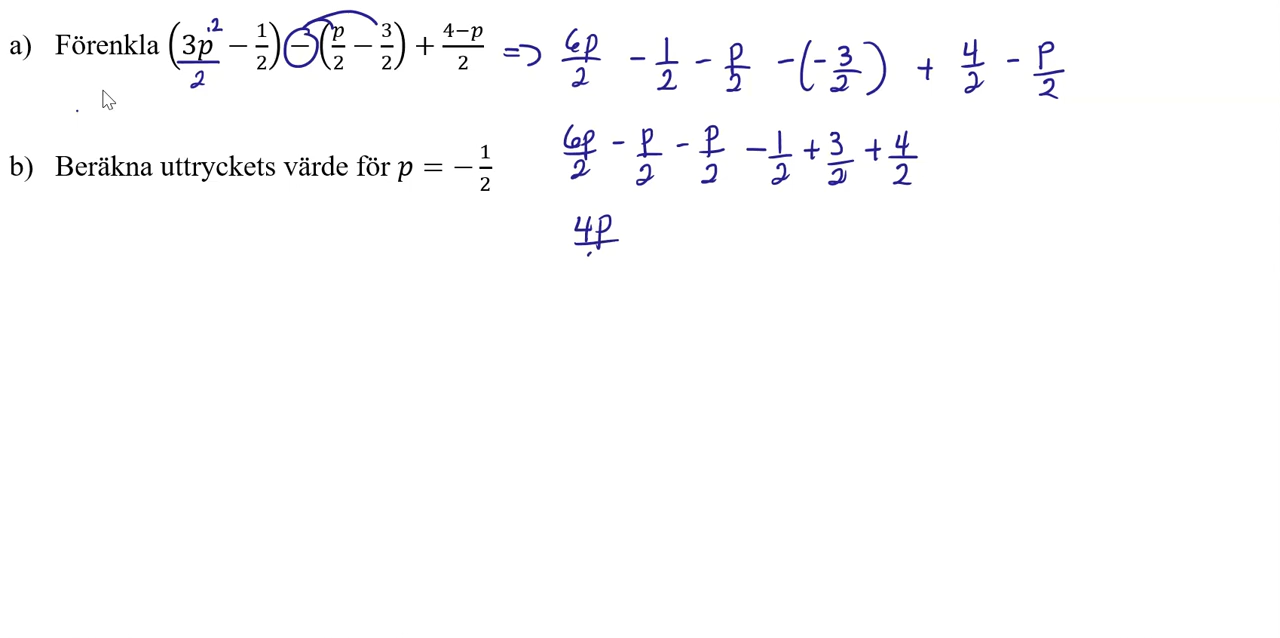 a) Förenkla (3p·2/2 − 1/2) − (p/2 − 3/2) + (4−p)/2 => 6p/2 - 1/2 - p/2 - (- 3/2) + 4/2 - p/2
6p/2 - p/2 - p/2 - 1/2 + 3/2 + 4/2
b) Beräkna uttryckets värde för p = − 1/2
4p